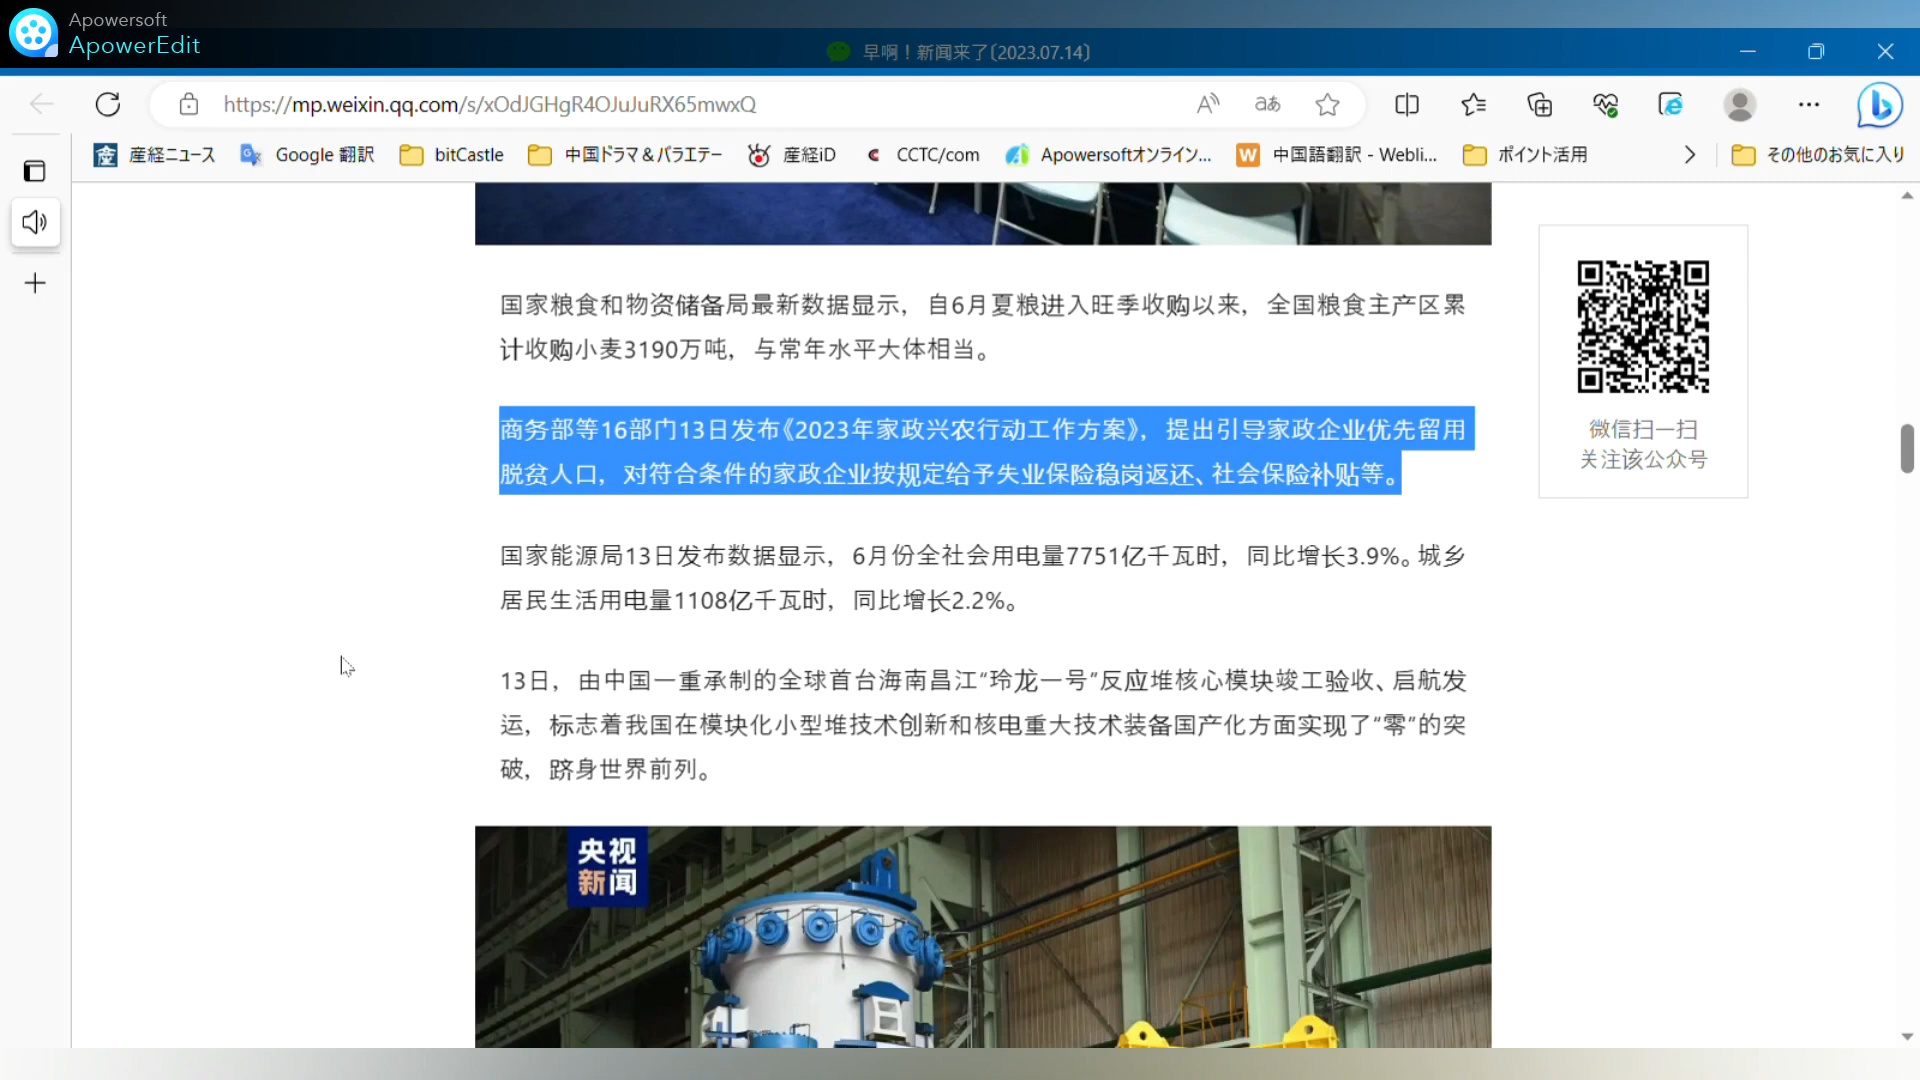 Apowersoft
ApowerEdit
早啊！新闻来了〔2023.07.14〕
https://mp.weixin.qq.com/s/xOdJGHgR4OJuJuRX65mwxQ
産経ニュース
Google 翻訳
bitCastle
中国ドラマ&バラエテー
産経iD
CCTC/com
Apowersoftオンライン...
中国語翻訳 - Webli...
ポイント活用
その他のお気に入り
国家粮食和物资储备局最新数据显示，自6月夏粮进入旺季收购以来，全国粮食主产区累
计收购小麦3190万吨，与常年水平大体相当。
商务部等16部门13日发布《2023年家政兴农行动工作方案》，提出引导家政企业优先留用
脱贫人口，对符合条件的家政企业按规定给予失业保险稳岗返还、社会保险补贴等。
国家能源局13日发布数据显示，6月份全社会用电量7751亿千瓦时，同比增长3.9%。城乡
居民生活用电量1108亿千瓦时，同比增长2.2%。
13日，由中国一重承制的全球首台海南昌江“玲龙一号”反应堆核心模块竣工验收、启航发
运，标志着我国在模块化小型堆技术创新和核电重大技术装备国产化方面实现了“零”的突
破，跻身世界前列。
微信扫一扫
关注该公众号
央视
新闻